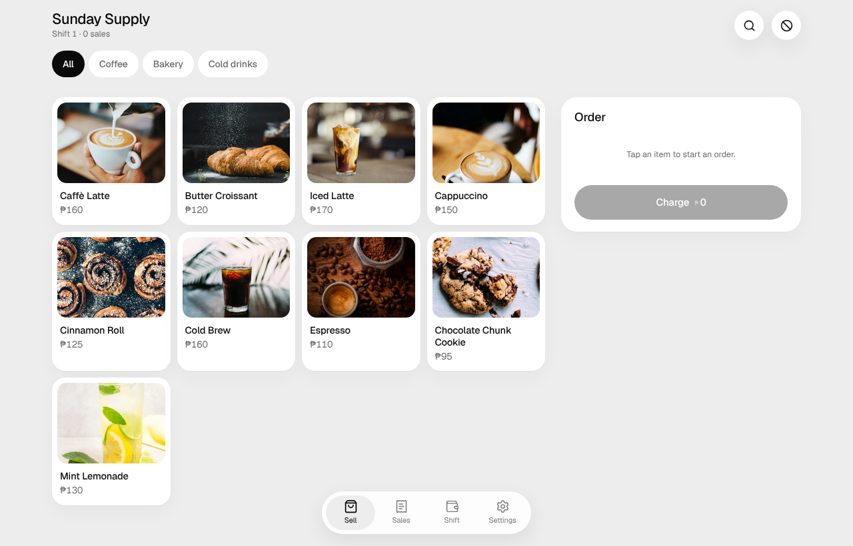 Sunday Supply
Shift 1 · 0 sales
All
Coffee
Bakery
Cold drinks
Caffè Latte
₱160
Butter Croissant
₱120
Iced Latte
₱170
Cappuccino
₱150
Order
Tap an item to start an order.
Charge ₱0
Cinnamon Roll
₱125
Cold Brew
₱160
Espresso
₱110
Chocolate Chunk
Cookie
₱95
Mint Lemonade
₱130
Sell
Sales
Shift
Settings